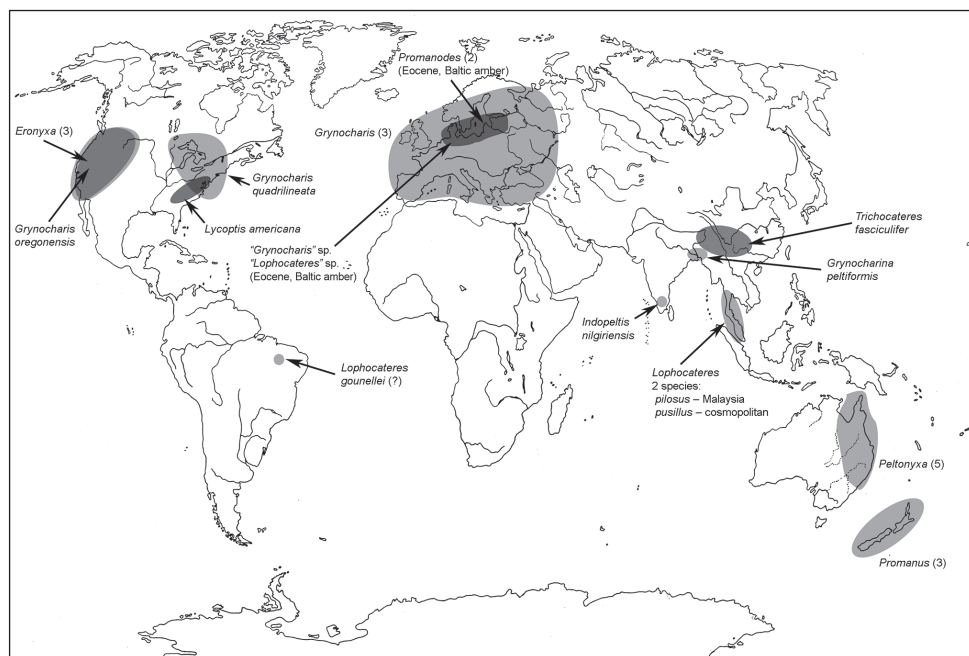 Promanodes (2)
(Eocene, Baltic amber)
Eronyxa (3)
Grynocharis (3)
Grynocharis
quadrilineata
Grynocharis
oregonensis
Lycoptis americana
"Grynocharis" sp.
"Lophocateres" sp.
(Eocene, Baltic amber)
Trichocateres
fasciculifer
Grynocharina
peltiformis
Indopeltis
nilgiriensis
Lophocateres
gounellei (?)
Lophocateres
2 species:
pilosus – Malaysia
pusillus – cosmopolitan
Peltonyxa (5)
Promanus (3)